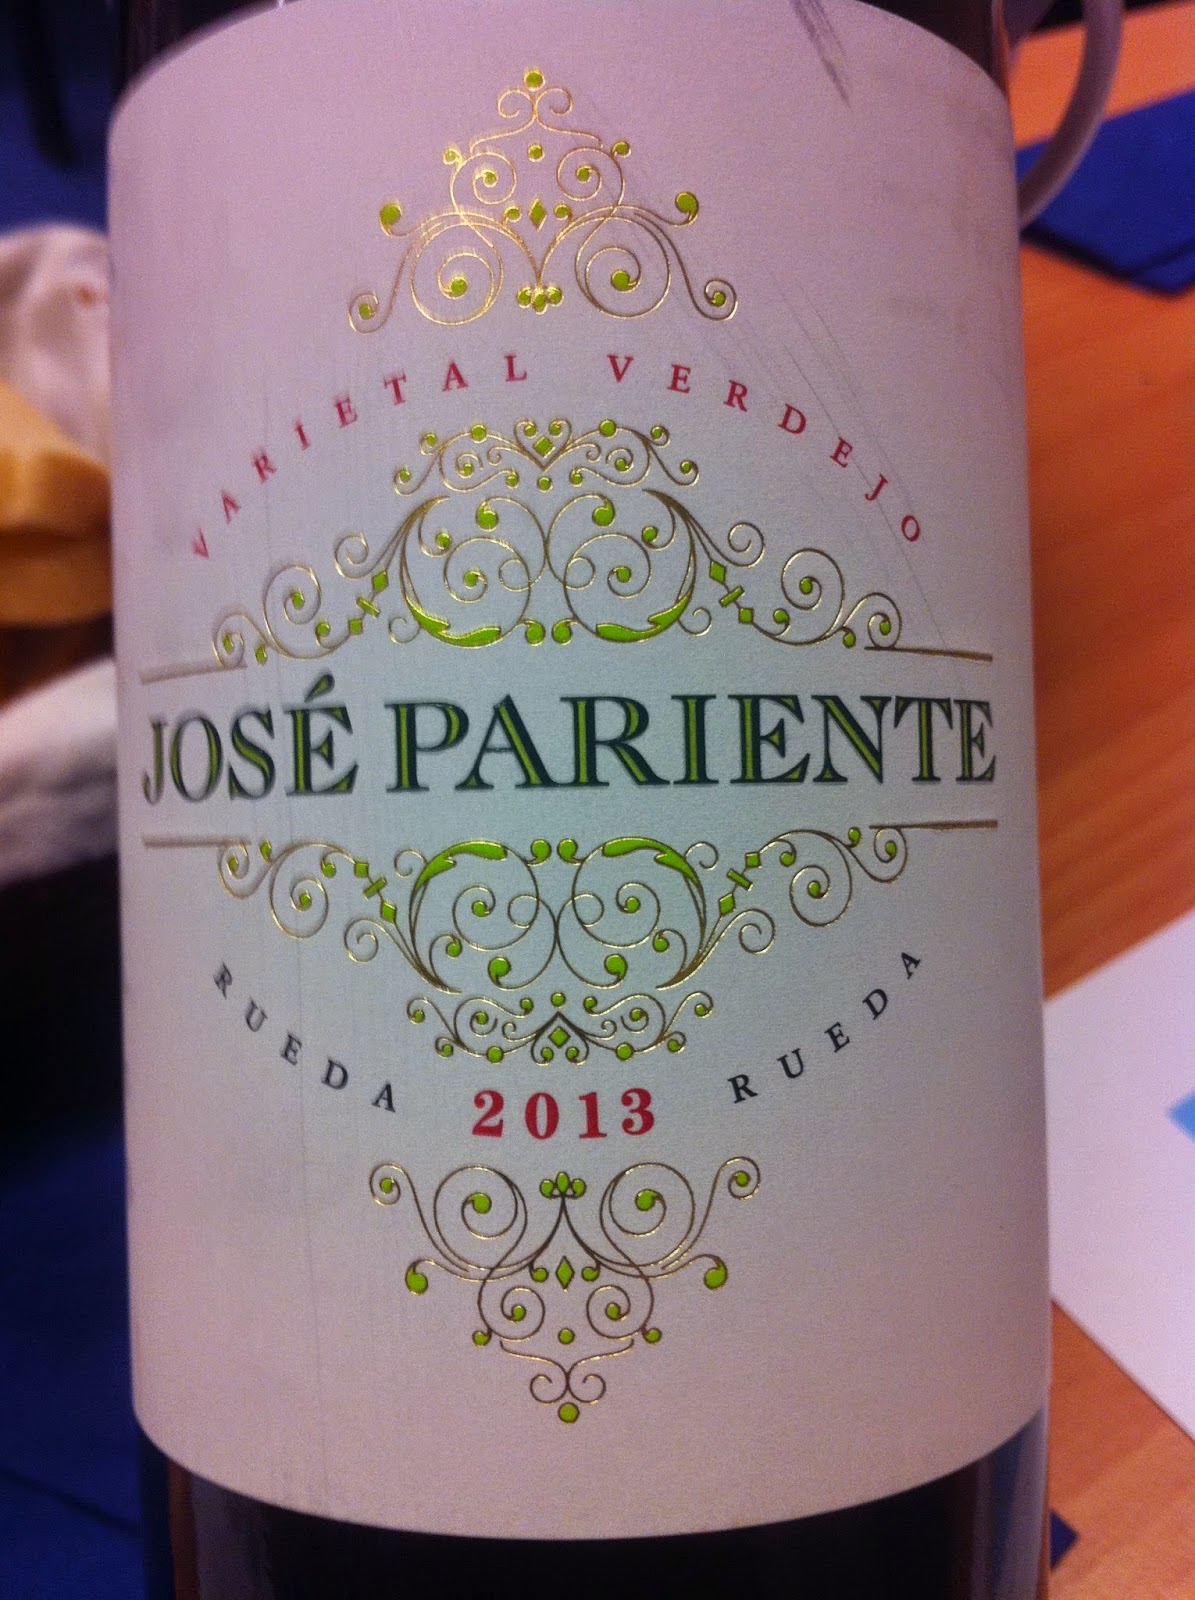 VARIETAL VERDEJO
JOSÉ PARIENTE
RUEDA 2013 RUEDA